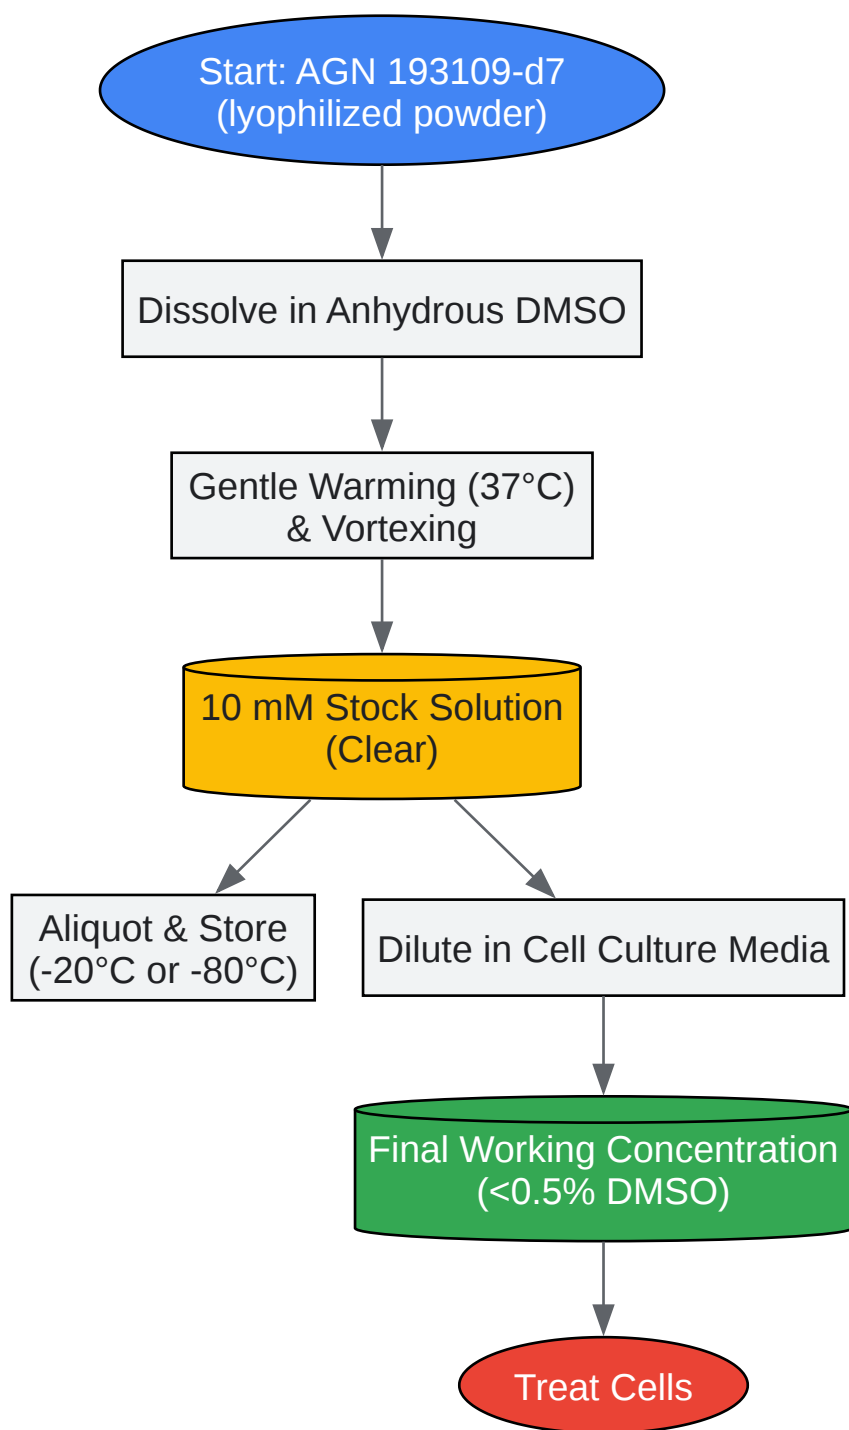 Start: AGN 193109-d7
(lyophilized powder)
Dissolve in Anhydrous DMSO
Gentle Warming (37°C)
& Vortexing
10 mM Stock Solution
(Clear)
Aliquot & Store
(-20°C or -80°C)
Dilute in Cell Culture Media
Final Working Concentration
(<0.5% DMSO)
Treat Cells